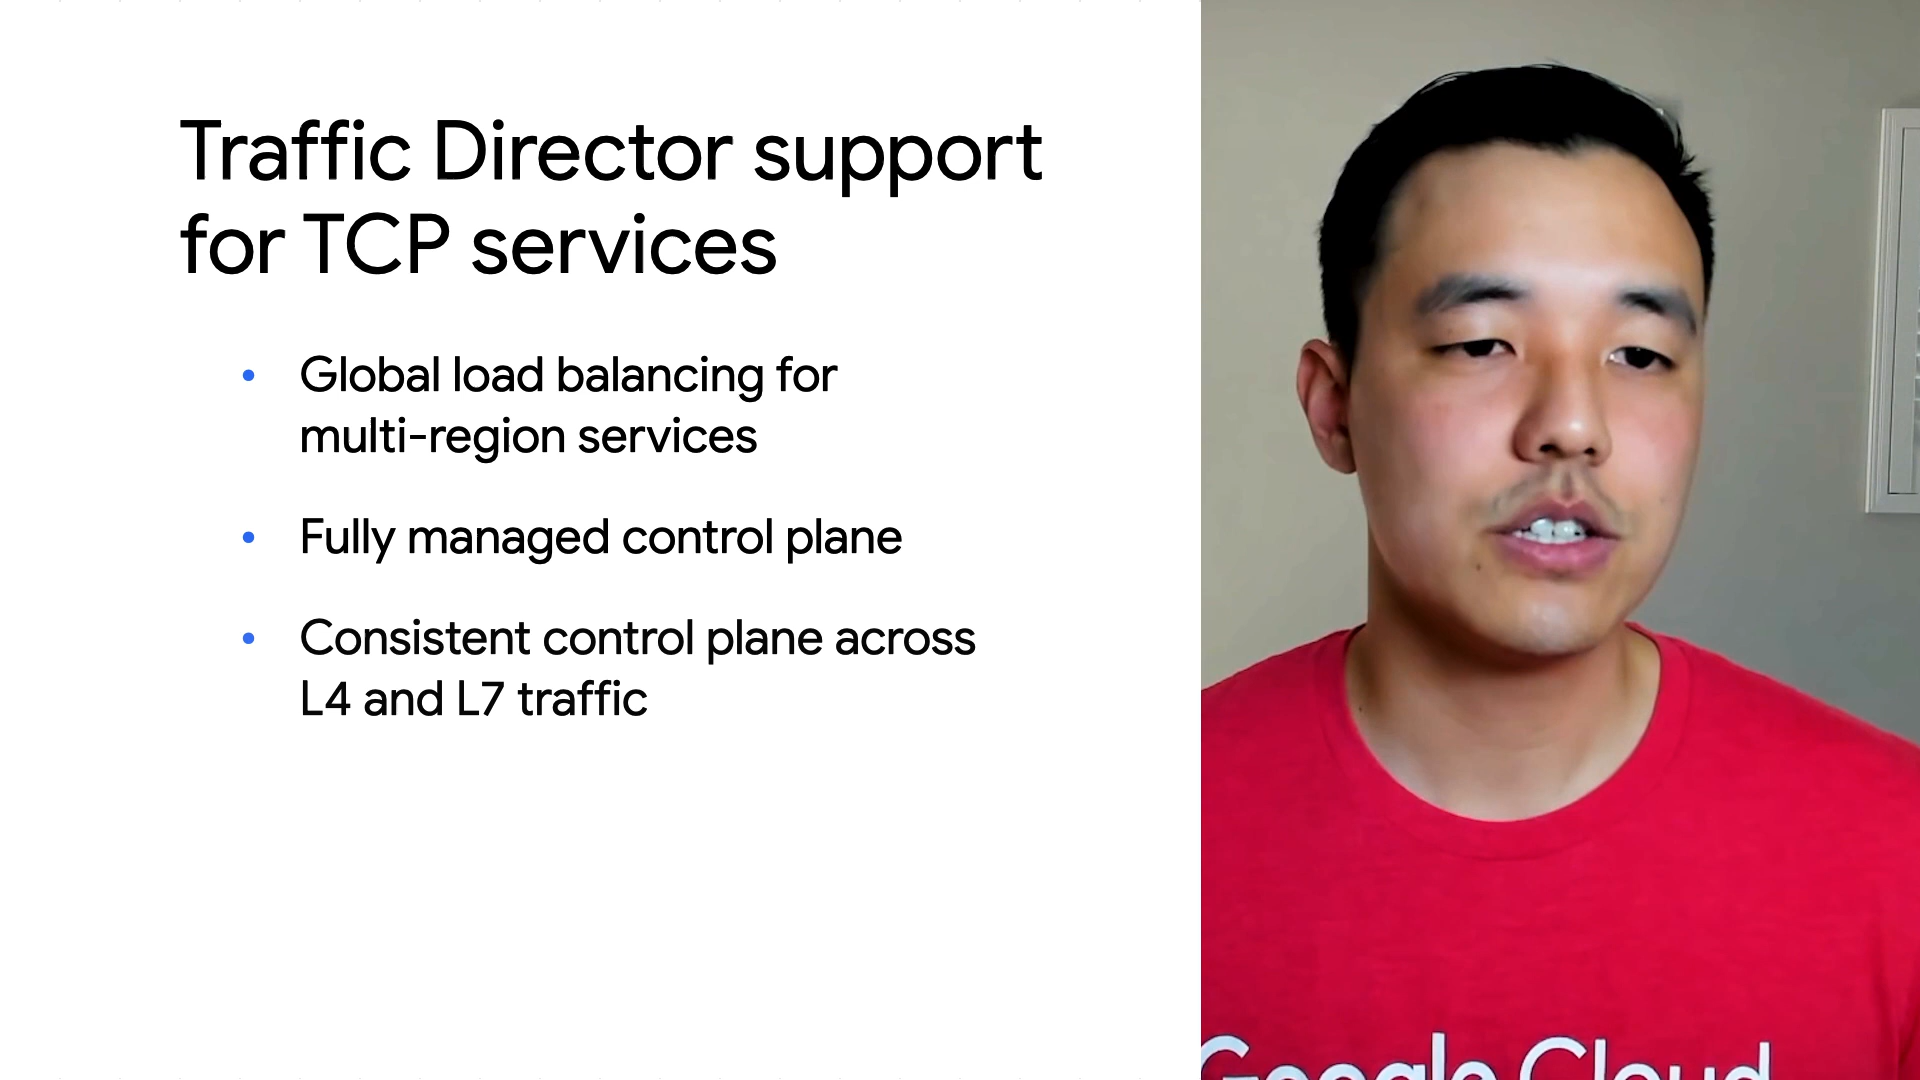 Traffic Director support
for TCP services
• Global load balancing for
multi-region services
• Fully managed control plane
• Consistent control plane across
L4 and L7 traffic
Google Cloud